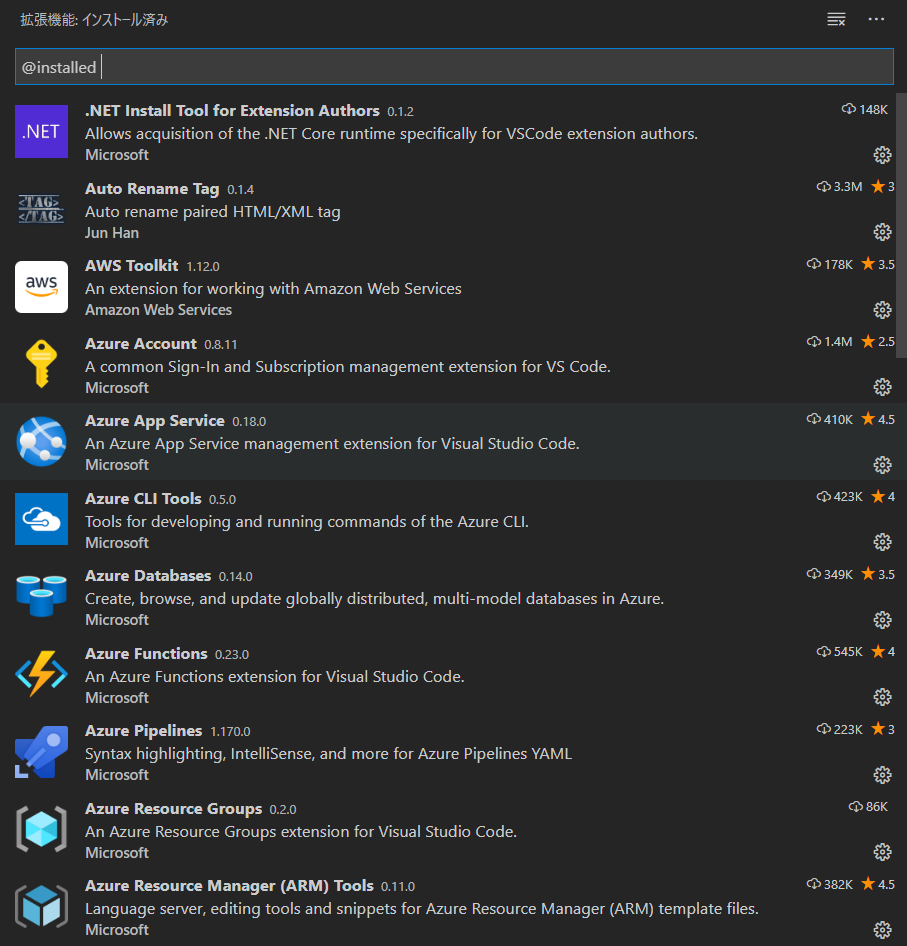 拡張機能: インストール済み
@installed
.NET
.NET Install Tool for Extension Authors 0.1.2 148K
Allows acquisition of the .NET Core runtime specifically for VSCode extension authors.
Microsoft
<TAG>
</TAG>
Auto Rename Tag 0.1.4 3.3M 3
Auto rename paired HTML/XML tag
Jun Han
aws
AWS Toolkit 1.12.0 178K 3.5
An extension for working with Amazon Web Services
Amazon Web Services
Azure Account 0.8.11 1.4M 2.5
A common Sign-In and Subscription management extension for VS Code.
Microsoft
Azure App Service 0.18.0 410K 4.5
An Azure App Service management extension for Visual Studio Code.
Microsoft
Azure CLI Tools 0.5.0 423K 4
Tools for developing and running commands of the Azure CLI.
Microsoft
Azure Databases 0.14.0 349K 3.5
Create, browse, and update globally distributed, multi-model databases in Azure.
Microsoft
Azure Functions 0.23.0 545K 4
An Azure Functions extension for Visual Studio Code.
Microsoft
Azure Pipelines 1.170.0 223K 3
Syntax highlighting, IntelliSense, and more for Azure Pipelines YAML
Microsoft
Azure Resource Groups 0.2.0 86K
An Azure Resource Groups extension for Visual Studio Code.
Microsoft
Azure Resource Manager (ARM) Tools 0.11.0 382K 4.5
Language server, editing tools and snippets for Azure Resource Manager (ARM) template files.
Microsoft